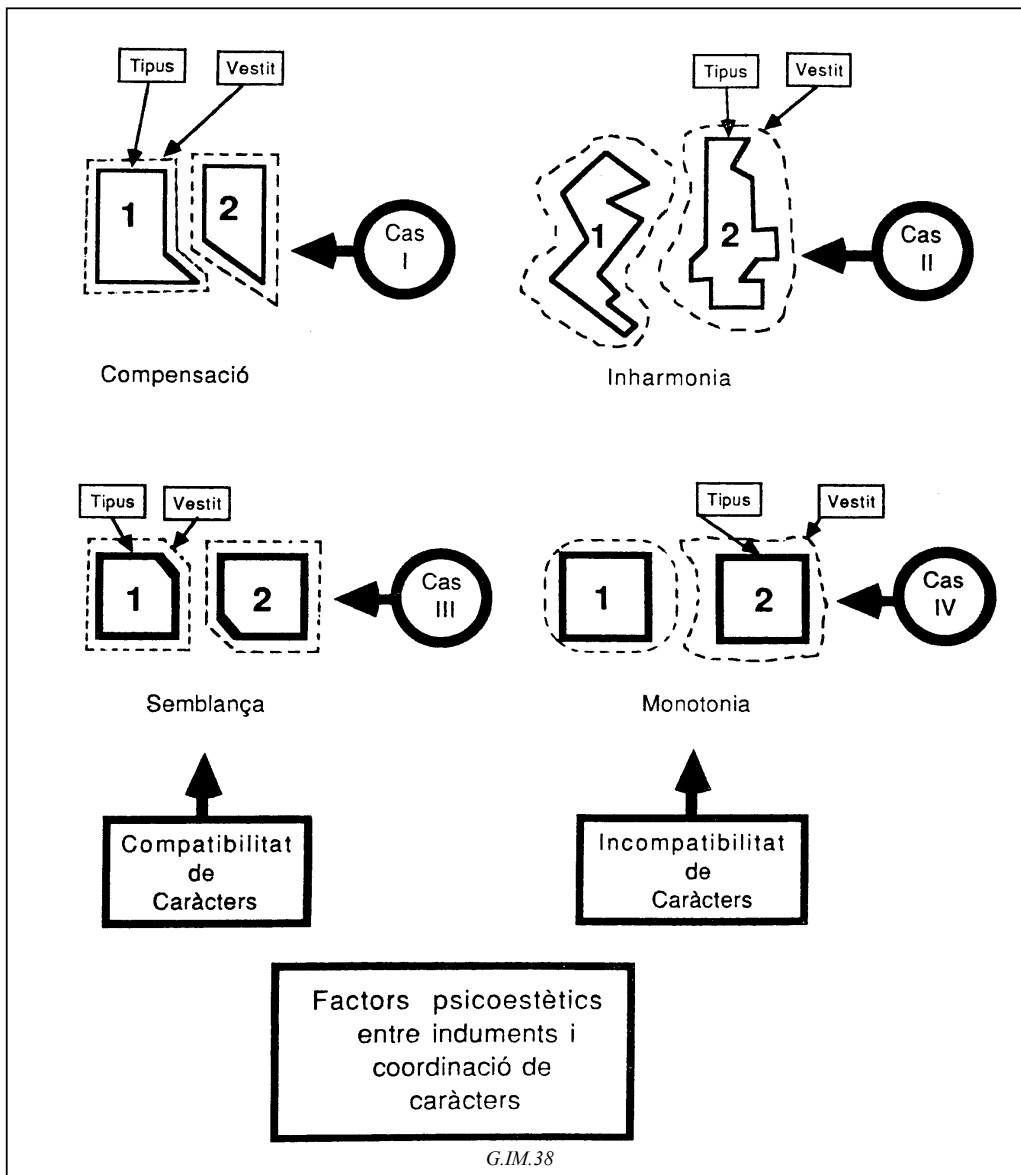 Tipus
Vestit
1
2
Cas
I
Compensació
Tipus
Vestit
1
2
Cas
II
Inharmonia
Tipus
Vestit
1
2
Cas
III
Semblança
Tipus
Vestit
1
2
Cas
IV
Monotonia
Compatibilitat
de
Caràcters
Incompatibilitat
de
Caràcters
Factors psicoestètics
entre induments i
coordinació de
caràcters
G.IM.38